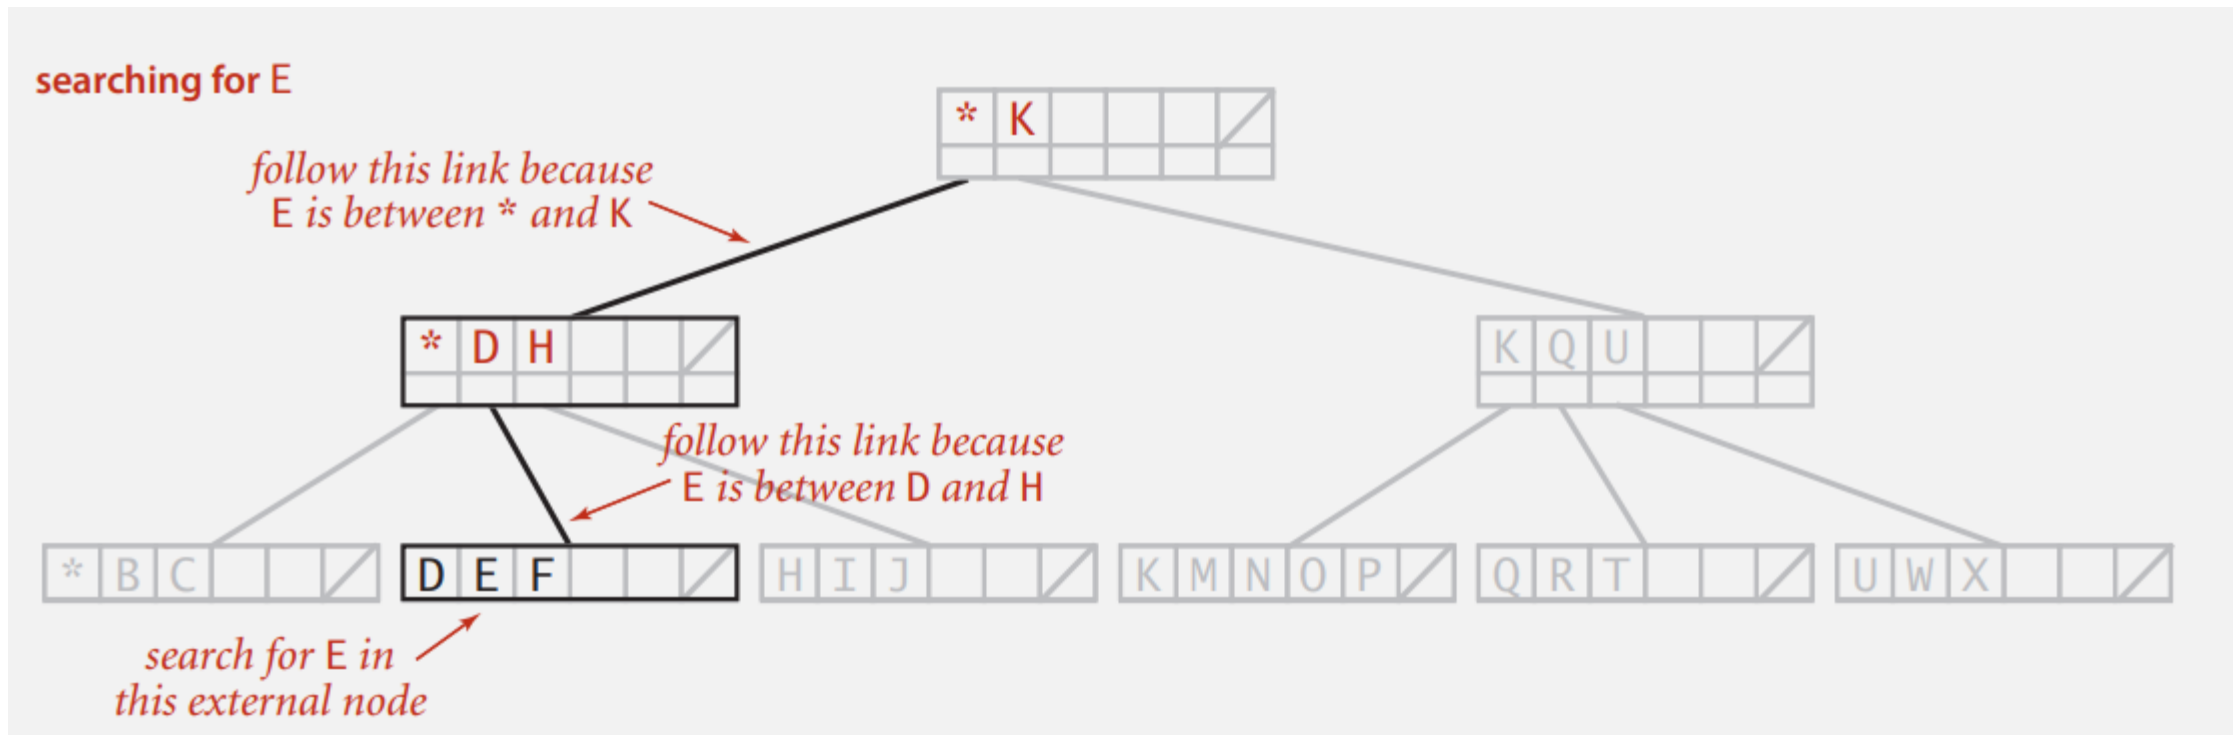 searching for E
* K
follow this link because
E is between * and K
* D H
K Q U
follow this link because
E is between D and H
* B C
D E F
H I J
K M N O P
Q R T
U W X
search for E in
this external node